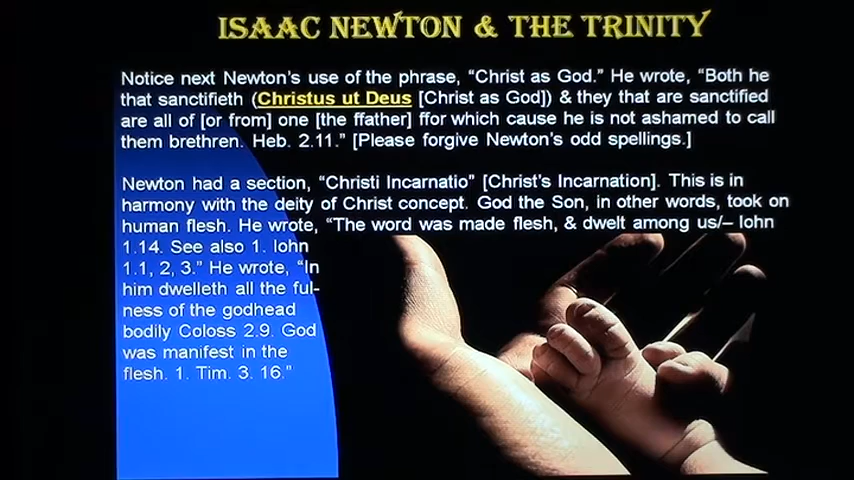 ISAAC NEWTON & THE TRINITY
Notice next Newton's use of the phrase, “Christ as God.” He wrote, “Both he
that sanctifieth (Christus ut Deus [Christ as God]) & they that are sanctified
are all of [or from] one [the ffather] ffor which cause he is not ashamed to call
them brethren. Heb. 2.11.” [Please forgive Newton's odd spellings.]
Newton had a section, “Christi Incarnatio” [Christ's Incarnation]. This is in
harmony with the deity of Christ concept. God the Son, in other words, took on
human flesh. He wrote, “The word was made flesh, & dwelt among us/– Iohn
1.14. See also 1. Iohn
1.1, 2, 3.” He wrote, “In
him dwelleth all the ful-
ness of the godhead
bodily Coloss 2.9. God
was manifest in the
flesh. 1. Tim. 3. 16.”